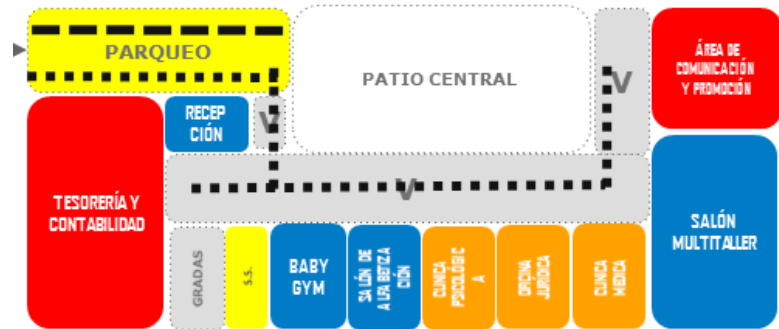 PARQUEO
PATIO CENTRAL
V
ÁREA DE
COMUNICACIÓN
Y PROMOCIÓN
RECEP
CIÓN
V
TESORERÍA Y
CONTABILIDAD
V
SALÓN
MULTITALLER
GRADAS
S.S.
BABY
GYM
SALÓN DE
ALFABETIZA
CIÓN
CLINICA
PSICOLOGIC
A
OFICINA
JURÍDICA
CLINICA
MEDICA